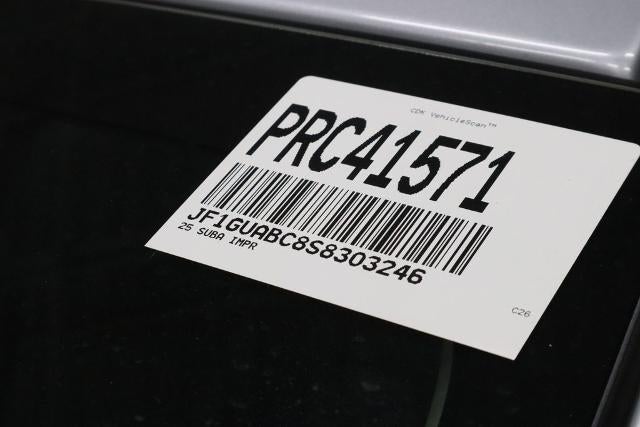 CDK VehicleScan™
PRC41571
JF1GUABC8S8303246
25 SUBA IMPR
C26